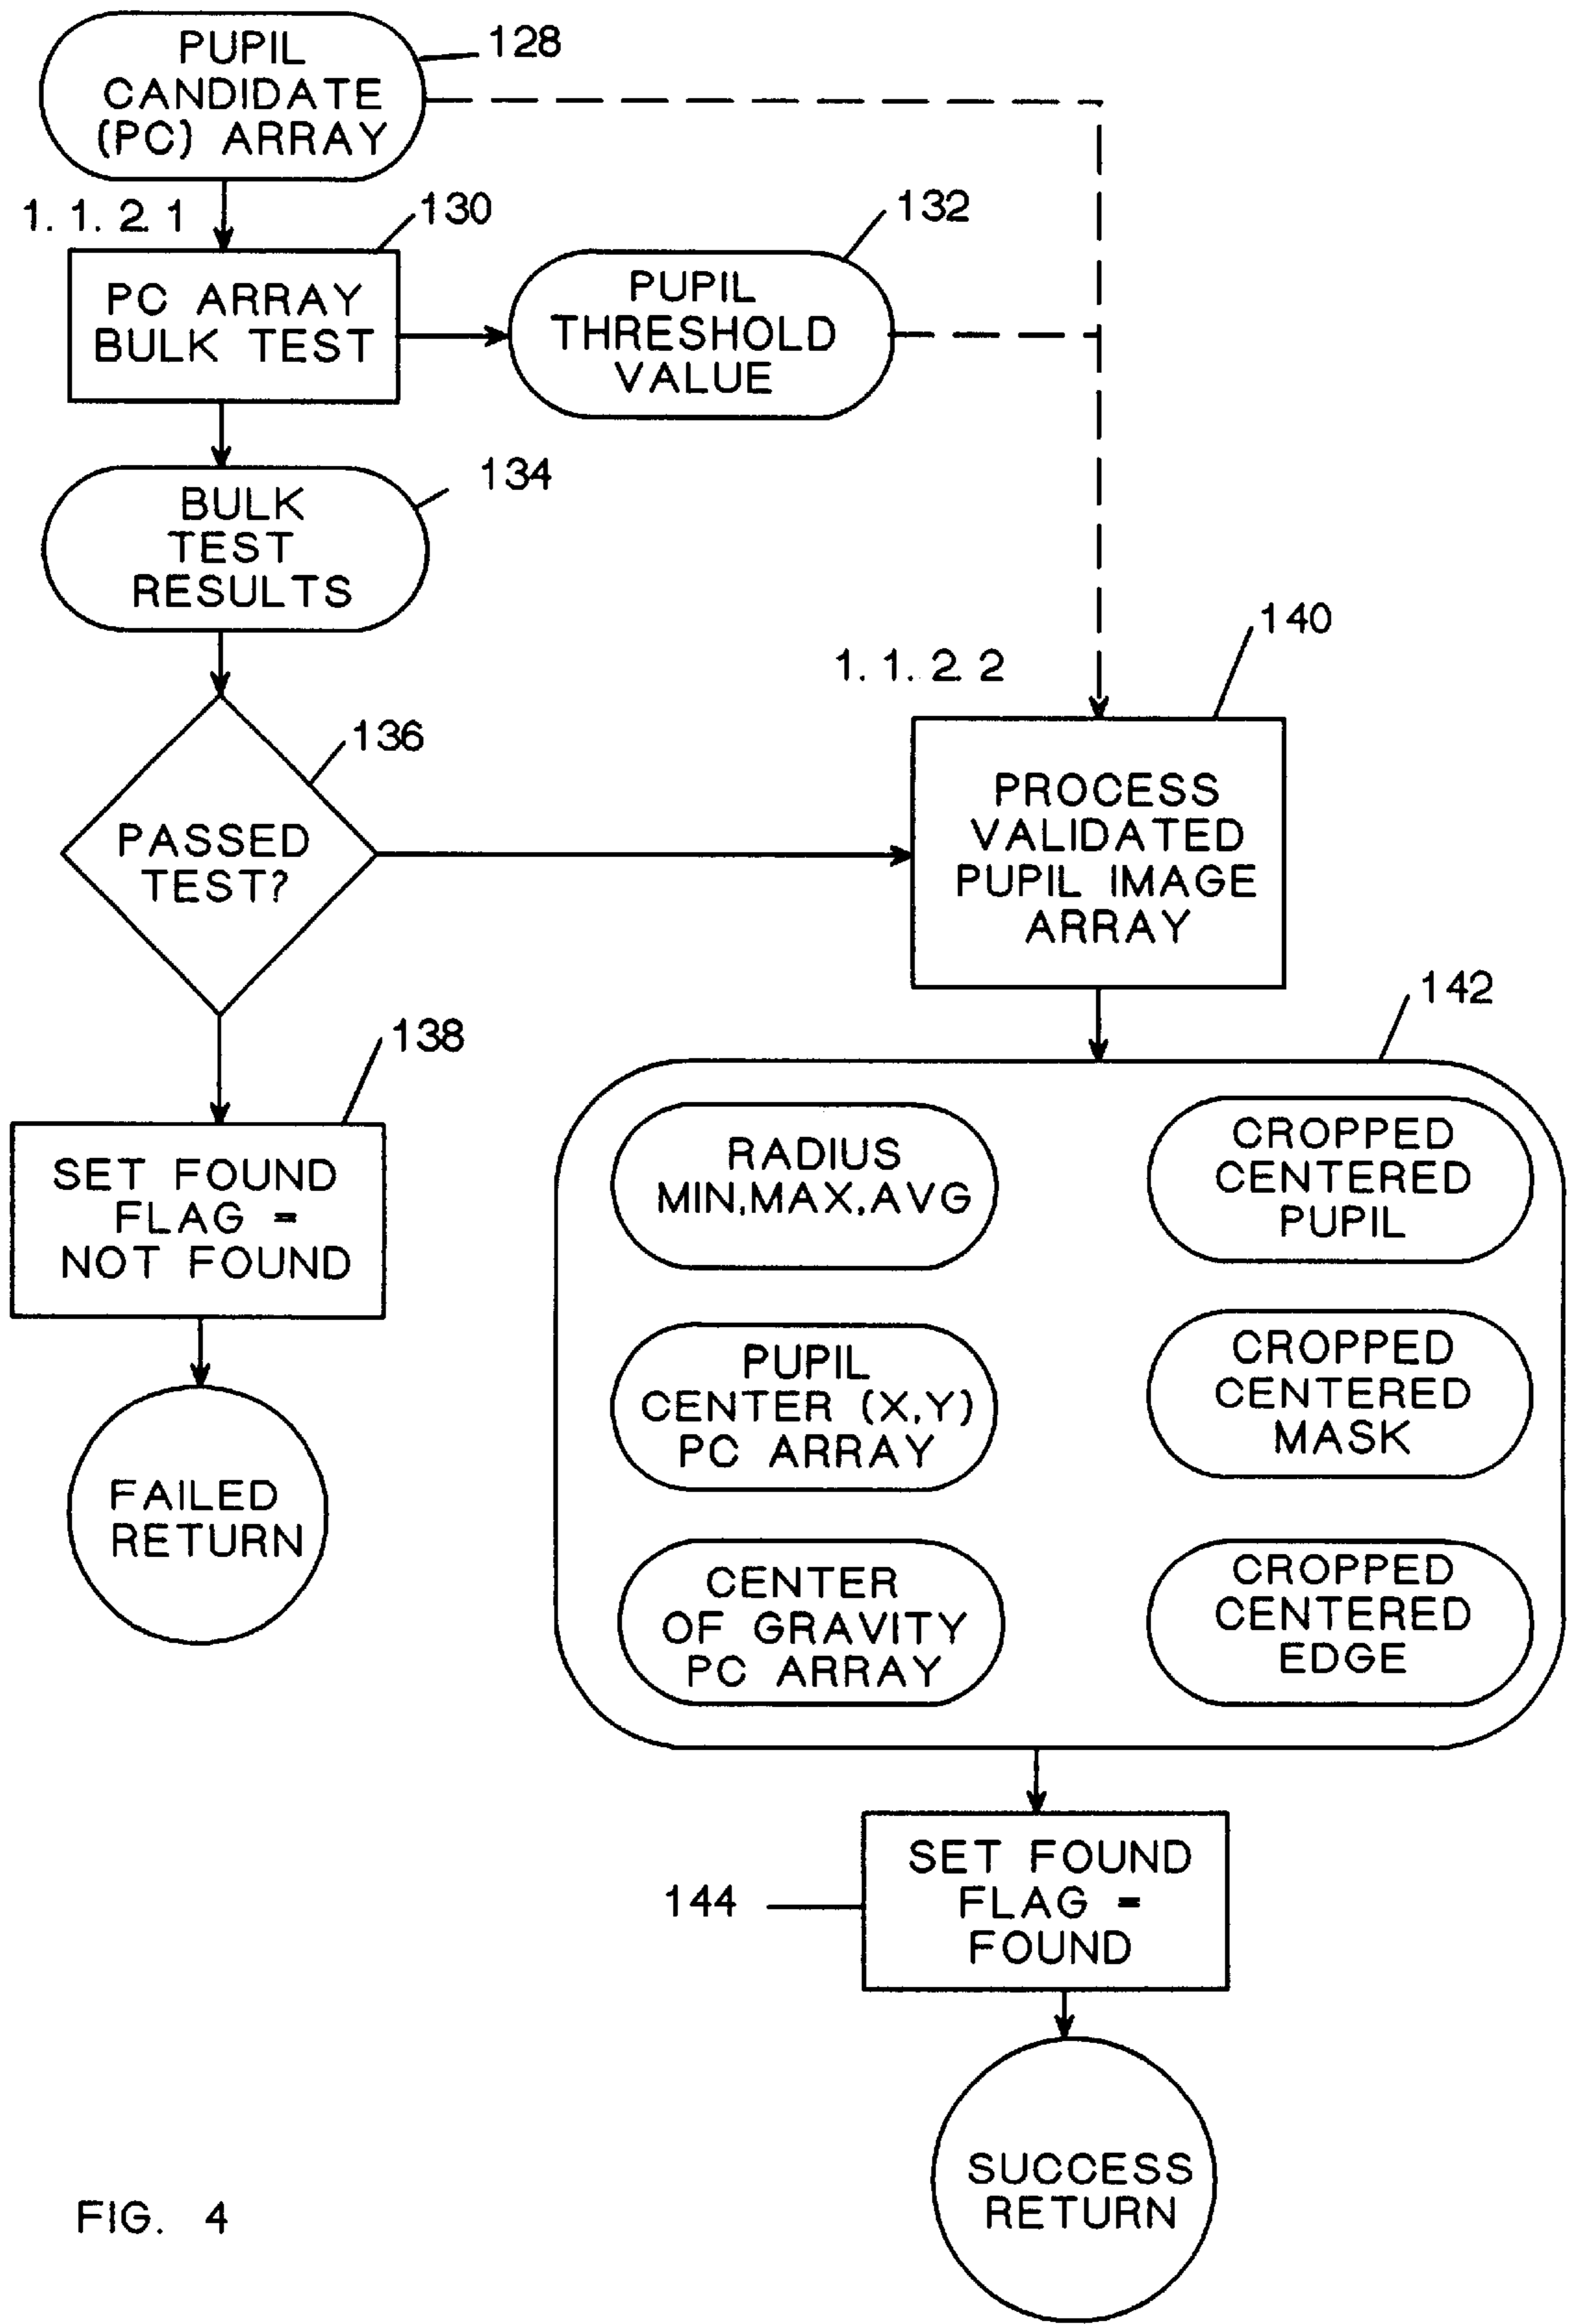 PUPIL
CANDIDATE
(PC) ARRAY
128
1.1.2.1
130
PC ARRAY
BULK TEST
132
PUPIL
THRESHOLD
VALUE
134
BULK
TEST
RESULTS
136
PASSED
TEST?
1.1.2.2
140
PROCESS
VALIDATED
PUPIL IMAGE
ARRAY
138
SET FOUND
FLAG =
NOT FOUND
FAILED
RETURN
142
RADIUS
MIN,MAX,AVG
CROPPED
CENTERED
PUPIL
PUPIL
CENTER (X,Y)
PC ARRAY
CROPPED
CENTERED
MASK
CENTER
OF GRAVITY
PC ARRAY
CROPPED
CENTERED
EDGE
144
SET FOUND
FLAG =
FOUND
SUCCESS
RETURN
FIG. 4